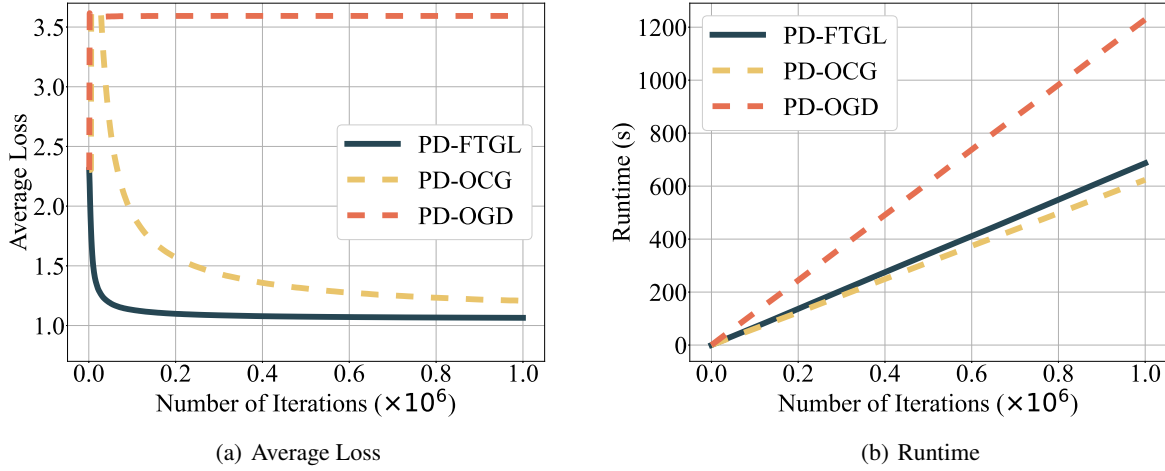 3.5
3.0
2.5
2.0
1.5
1.0
Average Loss
PD-FTGL
PD-OCG
PD-OGD
0.0 0.2 0.4 0.6 0.8 1.0
Number of Iterations (×10⁶)
(a) Average Loss
1200
1000
800
600
400
200
0
Runtime (s)
PD-FTGL
PD-OCG
PD-OGD
0.0 0.2 0.4 0.6 0.8 1.0
Number of Iterations (×10⁶)
(b) Runtime